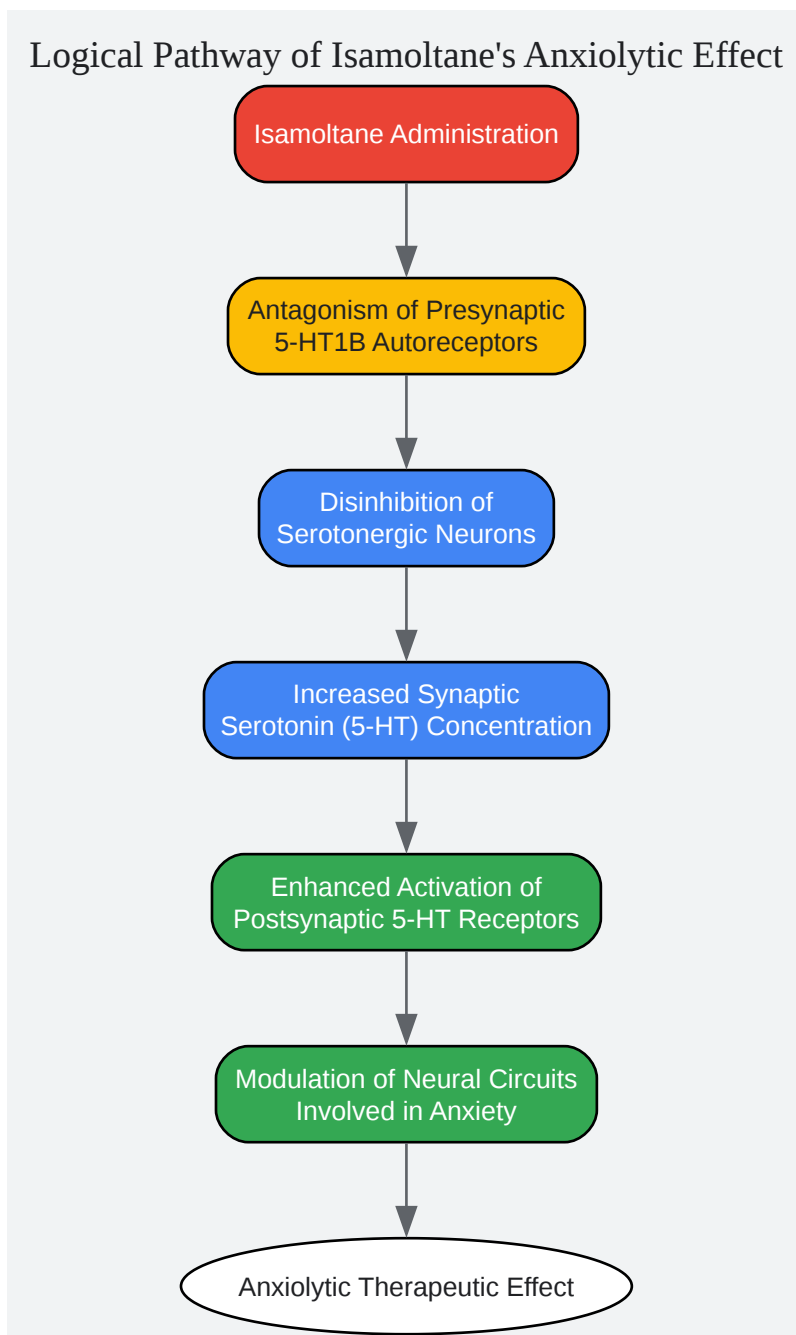 Logical Pathway of Isamoltane's Anxiolytic Effect
Isamoltane Administration
Antagonism of Presynaptic
5-HT1B Autoreceptors
Disinhibition of
Serotonergic Neurons
Increased Synaptic
Serotonin (5-HT) Concentration
Enhanced Activation of
Postsynaptic 5-HT Receptors
Modulation of Neural Circuits
Involved in Anxiety
Anxiolytic Therapeutic Effect